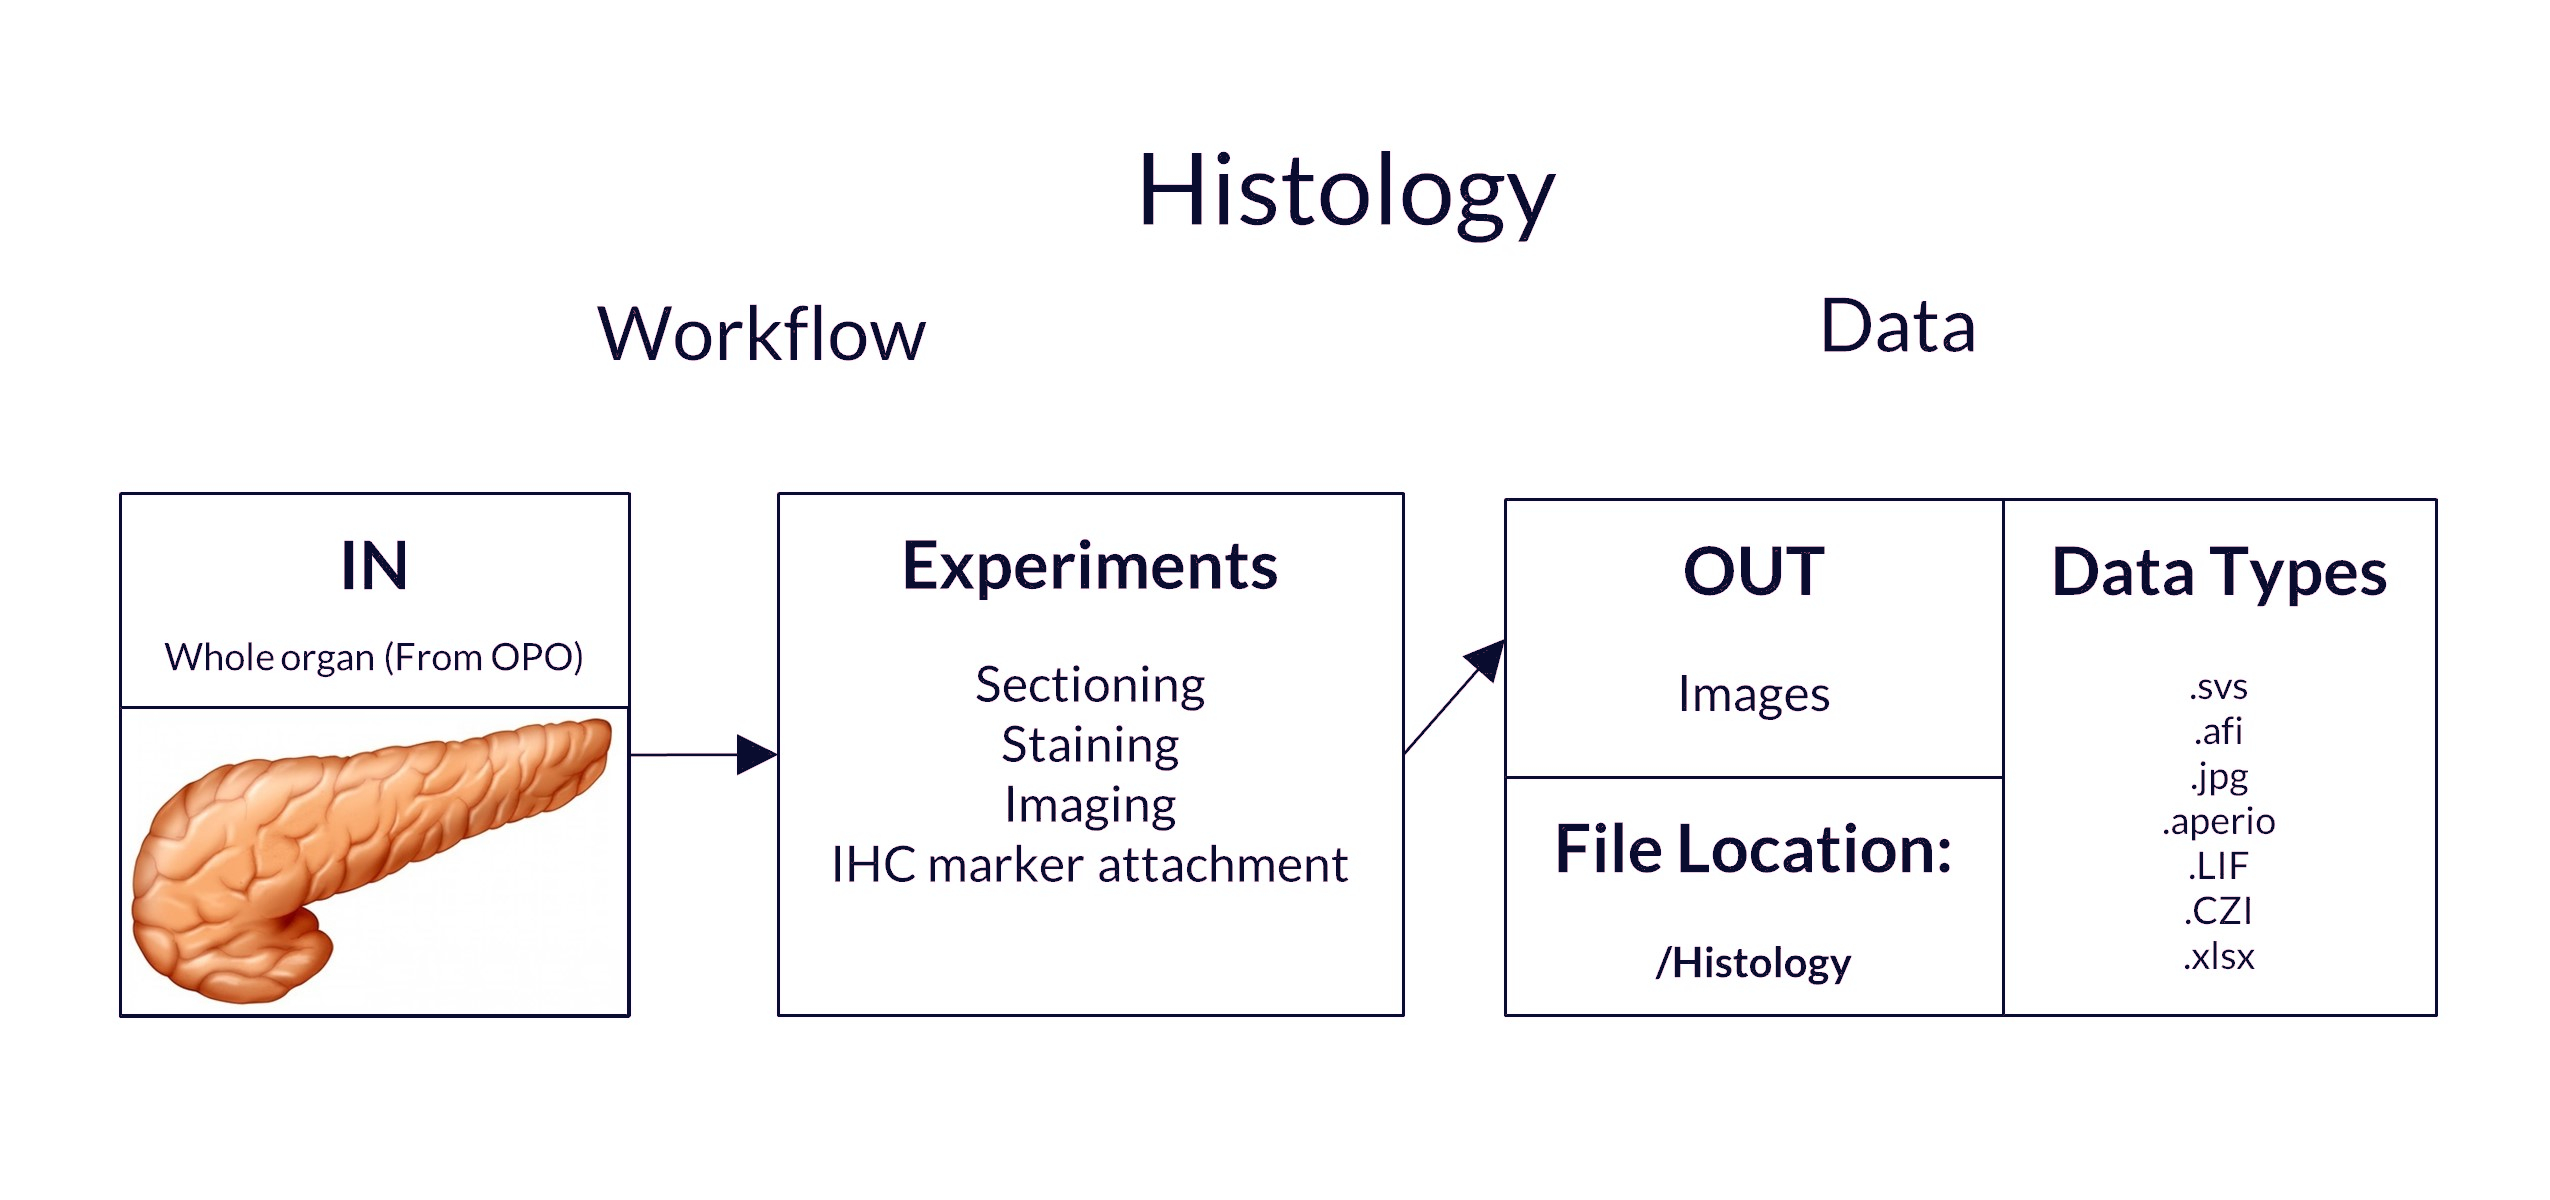 Histology
Workflow
Data
IN
Whole organ (From OPO)
Experiments
Sectioning
Staining
Imaging
IHC marker attachment
OUT
Images
File Location:
/Histology
Data Types
.svs
.afi
.jpg
.aperio
.LIF
.CZI
.xlsx